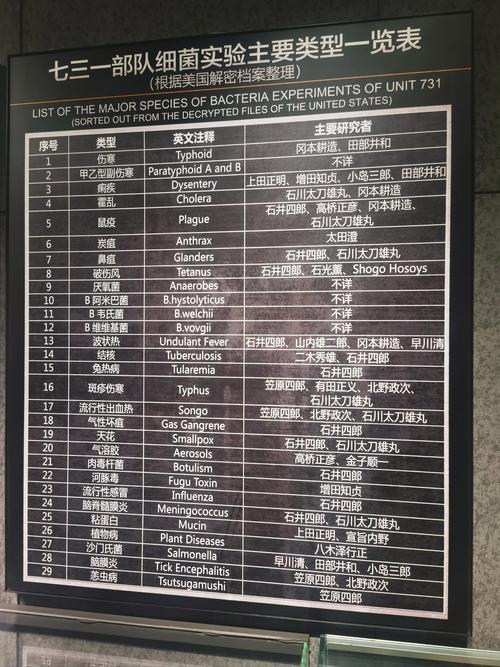 七三一部队细菌实验主要类型一览表
(根据美国解密档案整理)
LIST OF THE MAJOR SPECIES OF BACTERIA EXPERIMENTS OF UNIT 731
(SORTED OUT FROM THE DECRYPTED FILES OF THE UNITED STATES)
序号 类型 英文注释 主要研究者
1 伤寒 Typhoid 冈本耕造、田部井和
2 甲乙型副伤寒 Paratyphoid A and B 不详
3 痢疾 Dysentery 上田正明、增田知贞、小岛三郎、田部井和
4 霍乱 Cholera 石川太刀雄丸、冈本耕造
5 鼠疫 Plague 石井四郎、高桥正彦、冈本耕造、
石川太刀雄丸
6 炭疽 Anthrax 太田澄
7 鼻疽 Glanders 石井四郎、石川太刀雄丸
8 破伤风 Tetanus 石井四郎、石光薰、Shogo Hosoys
9 厌氧菌 Anaerobes 不详
10 B 阿米巴菌 B.hystolyticus 不详
11 B 韦氏菌 B.welchii 不详
12 B 维维基菌 B.vovgii 不详
13 波状热 Undulant Fever 石井四郎、山内雄二郎、冈本耕造、早川清
14 结核 Tuberculosis 二木秀雄、石井四郎
15 兔热病 Tularemia 石井四郎
16 斑疹伤寒 Typhus 笠原四郎、有田正义、北野政次、
石川太刀雄丸
17 流行性出血热 Songo 笠原四郎、北野政次、石川太刀雄丸
18 气性坏疽 Gas Gangrene 石井四郎
19 天花 Smallpox 石井四郎、石川太刀雄丸
20 气溶胶 Aerosols 高桥正彦、金子顺一
21 肉毒杆菌 Botulism 石井四郎
22 河豚毒 Fugu Toxin 增田知贞
23 流行性感冒 Influenza 石井四郎
24 脑脊髓膜炎 Meningococcus 石井四郎、石川太刀雄丸
25 粘蛋白 Mucin 上田正明、宣旨内野
26 植物病 Plant Diseases 八木泽行正
27 沙门氏菌 Salmonella 早川清、田部井和、小岛三郎
28 脑膜炎 Tick Encephalitis 笠原四郎、北野政次
29 恙虫病 Tsutsugamushi 笠原四郎